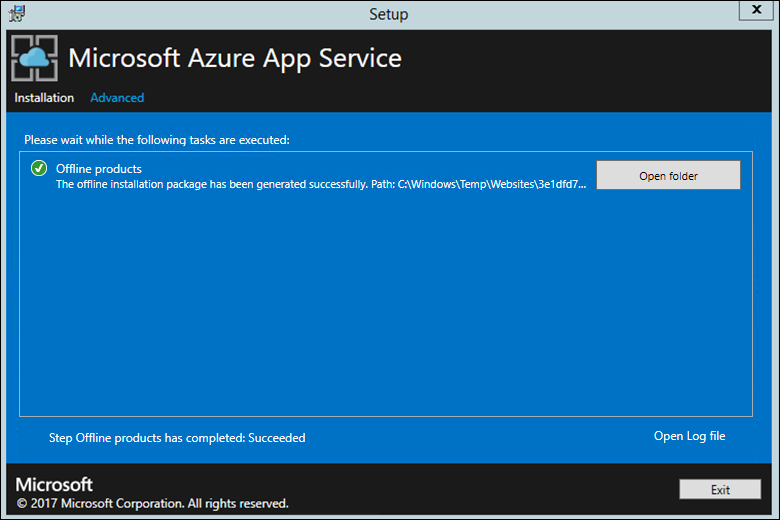 Setup
x
Microsoft Azure App Service
Installation Advanced
Please wait while the following tasks are executed:
Offline products
The offline installation package has been generated successfully. Path: C:\Windows\Temp\Websites\3e1dfd7...
Open folder
Step Offline products has completed: Succeeded
Open Log file
Microsoft
© 2017 Microsoft Corporation. All rights reserved.
Exit